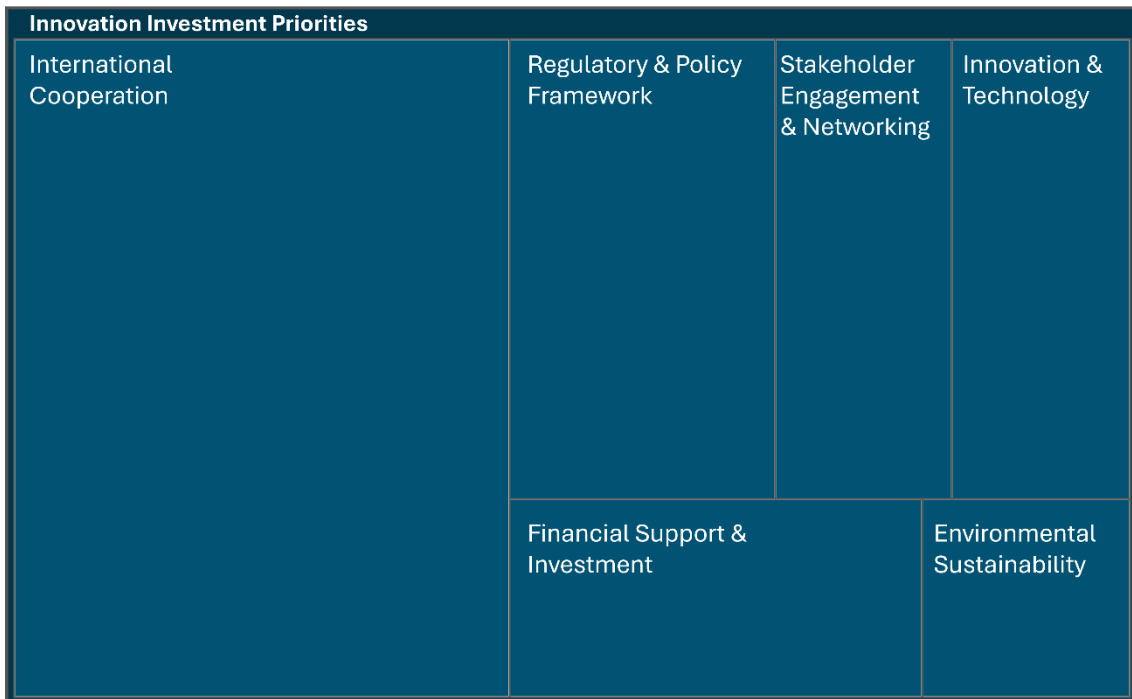 Innovation Investment Priorities
International
Cooperation
Regulatory & Policy
Framework
Stakeholder
Engagement
& Networking
Innovation &
Technology
Financial Support &
Investment
Environmental
Sustainability